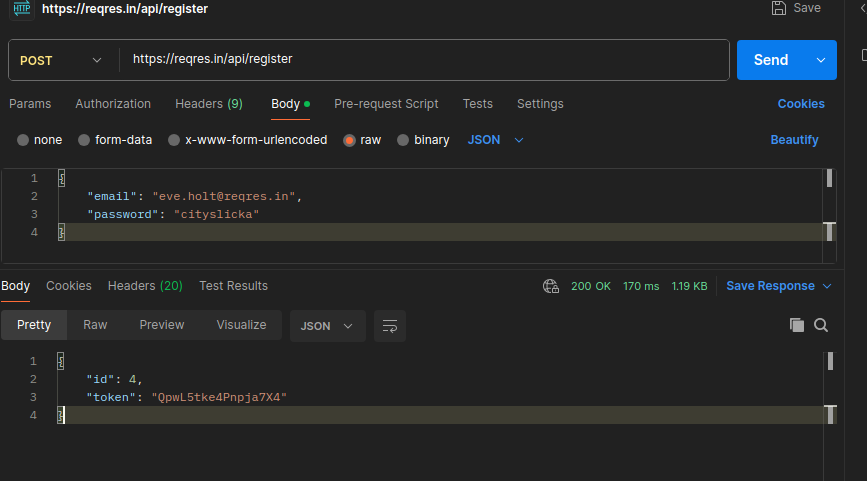 HTTP https://reqres.in/api/register Save
POST https://reqres.in/api/register Send
Params Authorization Headers (9) Body Pre-request Script Tests Settings Cookies
none form-data x-www-form-urlencoded raw binary JSON Beautify
1 {
2 "email": "eve.holt@reqres.in",
3 "password": "cityslicka"
4 }
Body Cookies Headers (20) Test Results 200 OK 170 ms 1.19 KB Save Response
Pretty Raw Preview Visualize JSON
1 {
2 "id": 4,
3 "token": "QpwL5tke4Pnpja7X4"
4 }